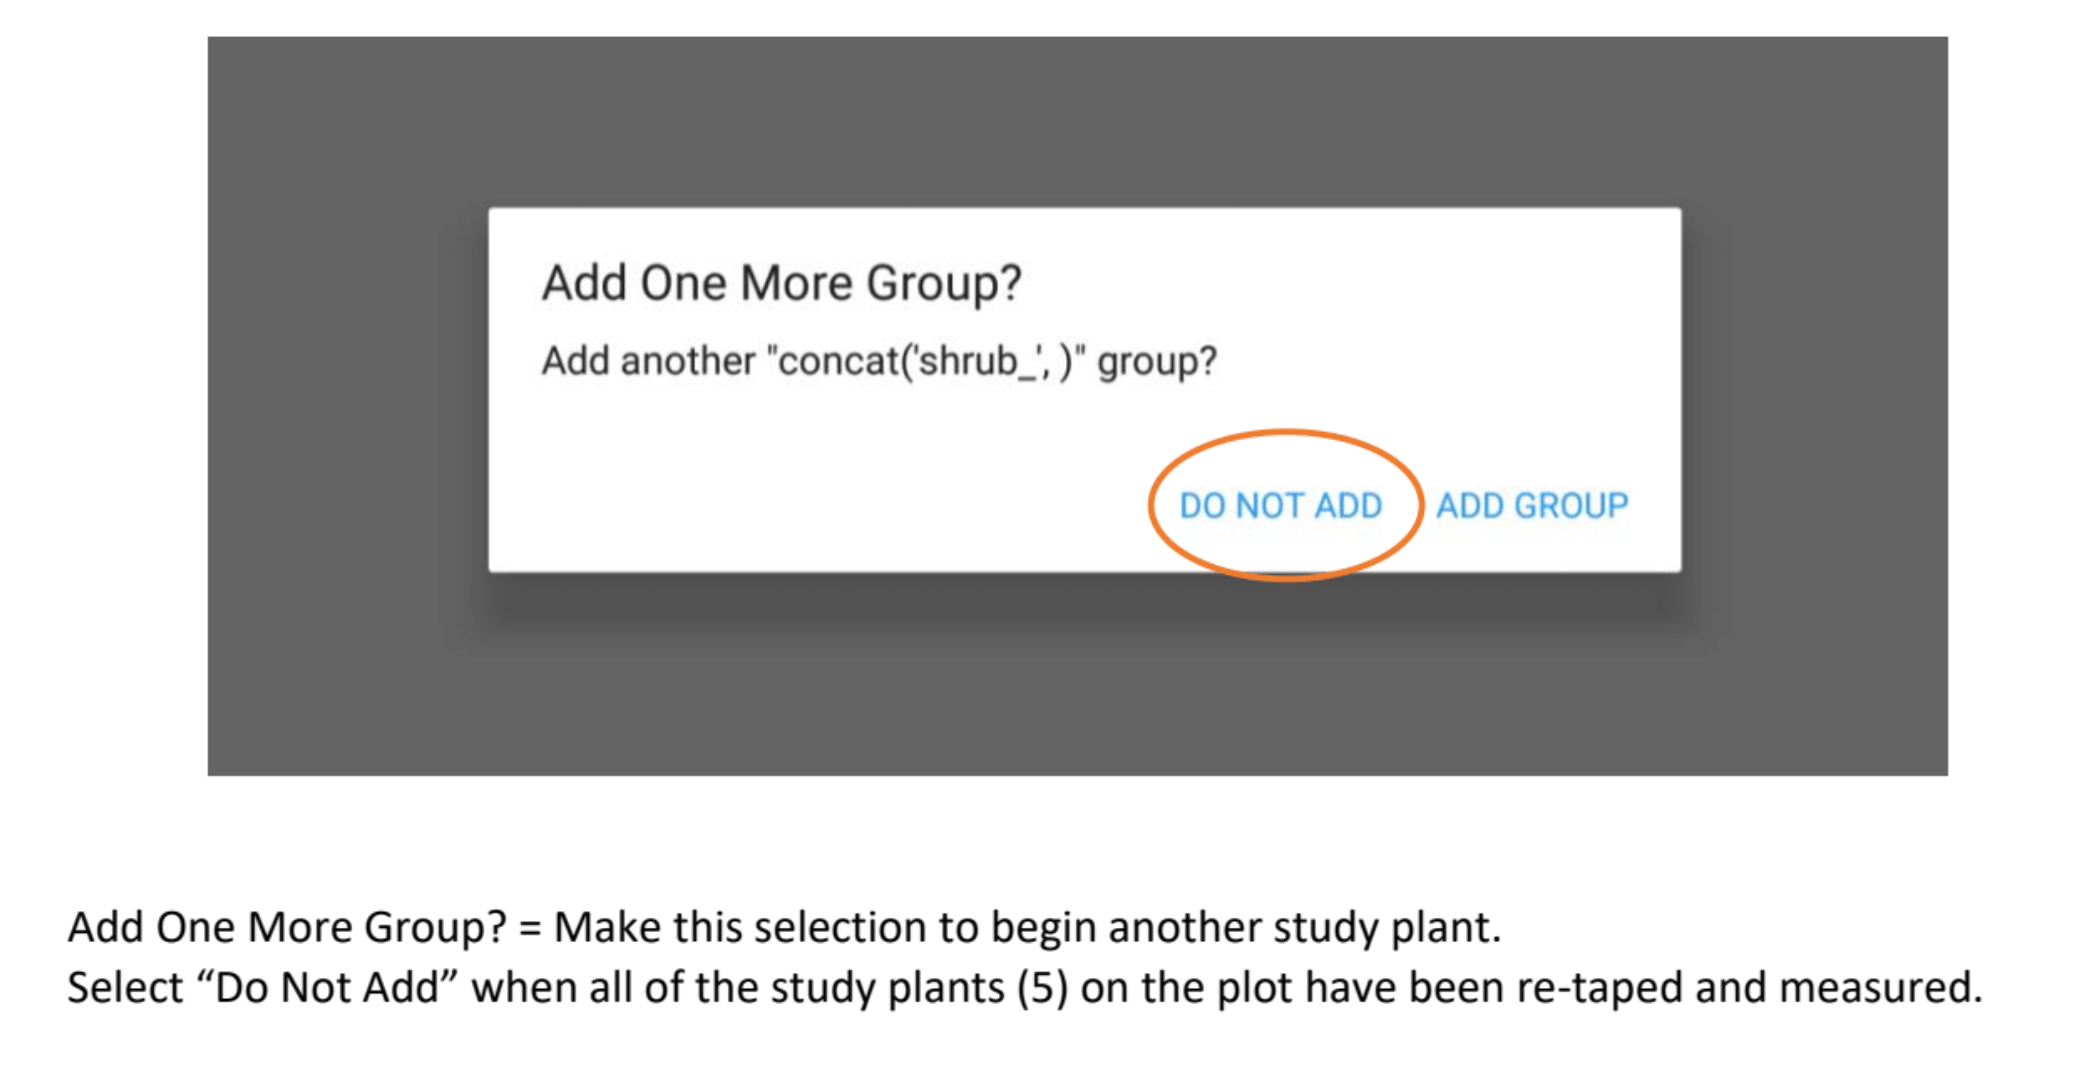 Add One More Group?
Add another "concat('shrub_', )" group?
DO NOT ADD ADD GROUP
Add One More Group? = Make this selection to begin another study plant.
Select “Do Not Add” when all of the study plants (5) on the plot have been re-taped and measured.